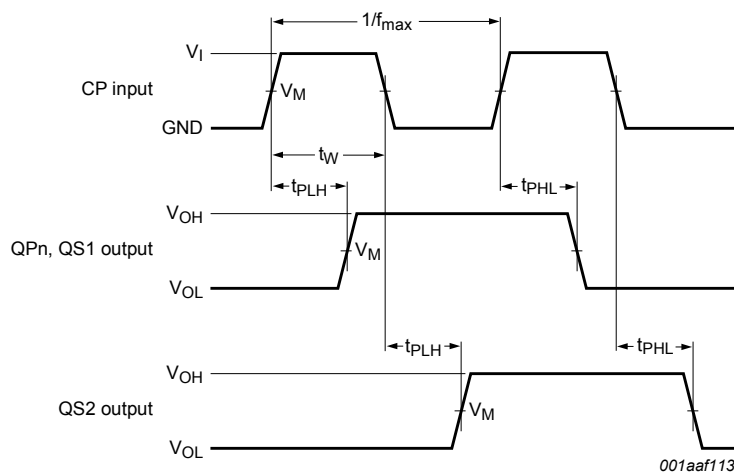 1/fmax
VI
CP input
VM
GND
tW
tPLH
tPHL
VOH
QPn, QS1 output
VM
VOL
tPLH
tPHL
VOH
QS2 output
VM
VOL
001aaf113